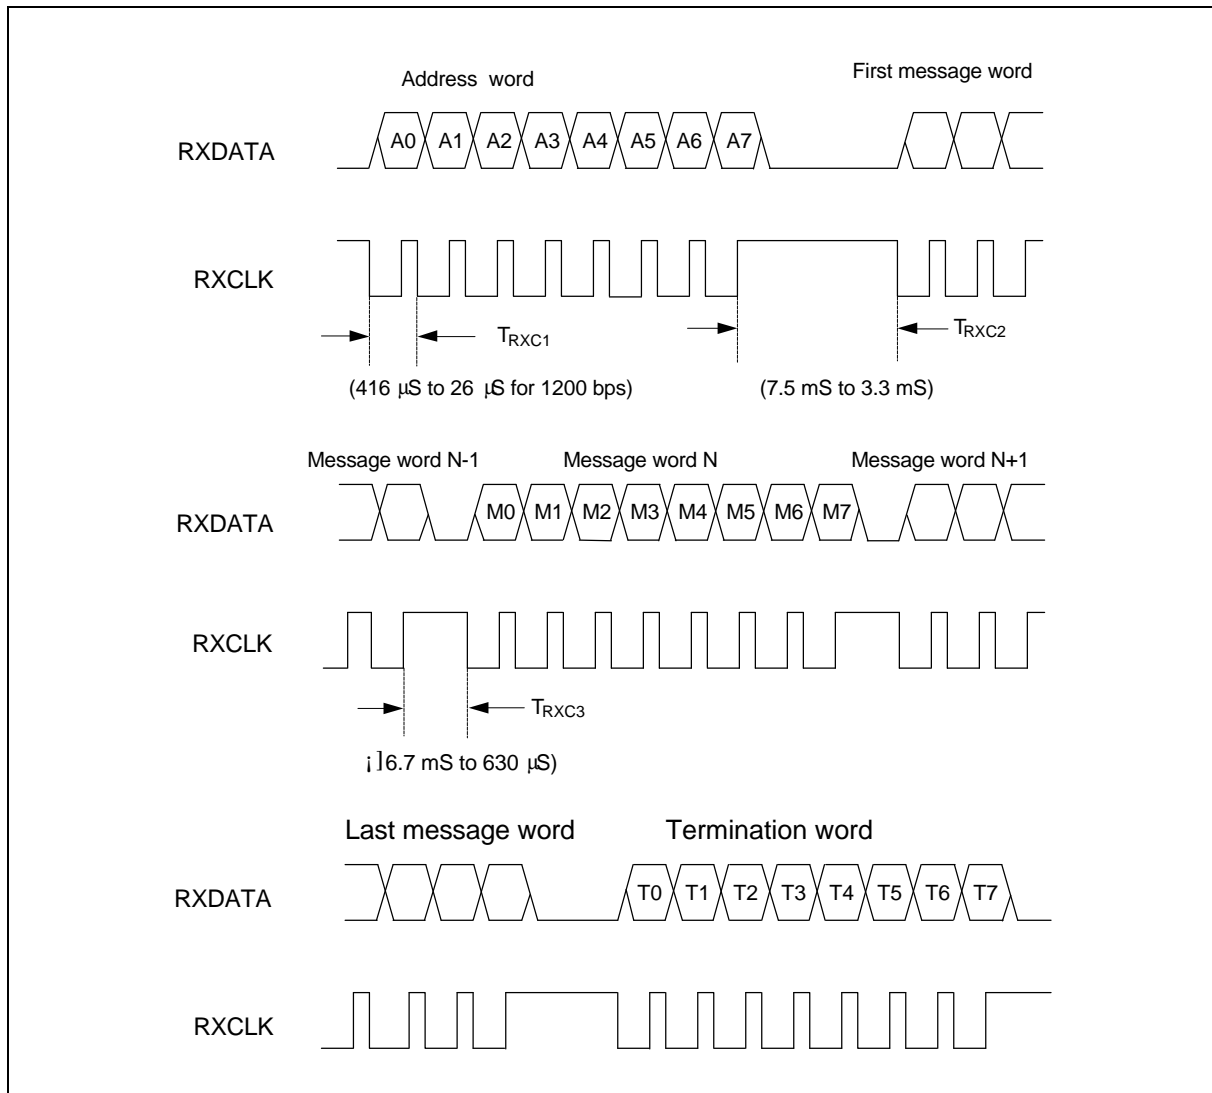 Address word
First message word
RXDATA
A0 A1 A2 A3 A4 A5 A6 A7
RXCLK
TRXC1
TRXC2
(416 µS to 26 µS for 1200 bps)
(7.5 mS to 3.3 mS)
Message word N-1
Message word N
Message word N+1
RXDATA
M0 M1 M2 M3 M4 M5 M6 M7
RXCLK
TRXC3
¡]6.7 mS to 630 µS)
Last message word
Termination word
RXDATA
T0 T1 T2 T3 T4 T5 T6 T7
RXCLK